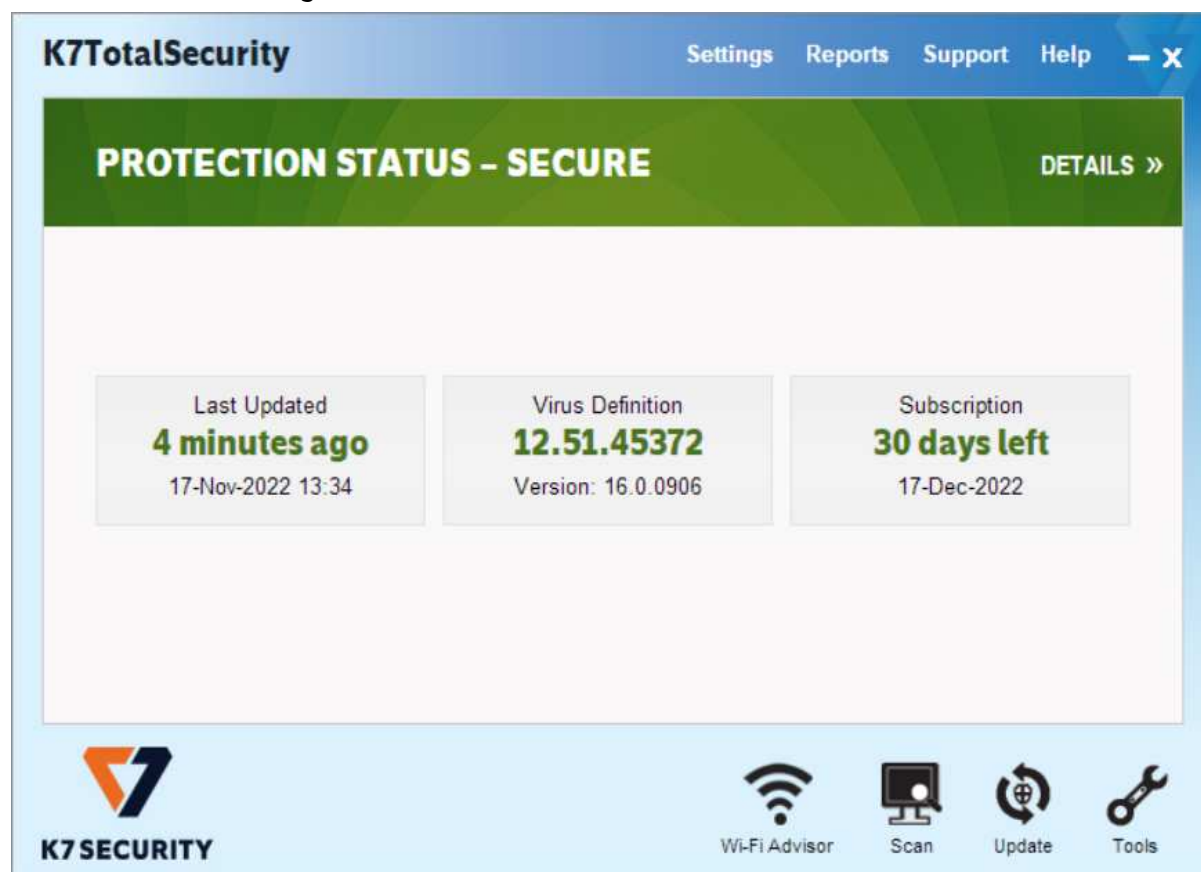 K7TotalSecurity
Settings Reports Support Help
PROTECTION STATUS – SECURE
DETAILS »
Last Updated
4 minutes ago
17-Nov-2022 13:34
Virus Definition
12.51.45372
Version: 16.0.0906
Subscription
30 days left
17-Dec-2022
K7 SECURITY
Wi-Fi Advisor
Scan
Update
Tools